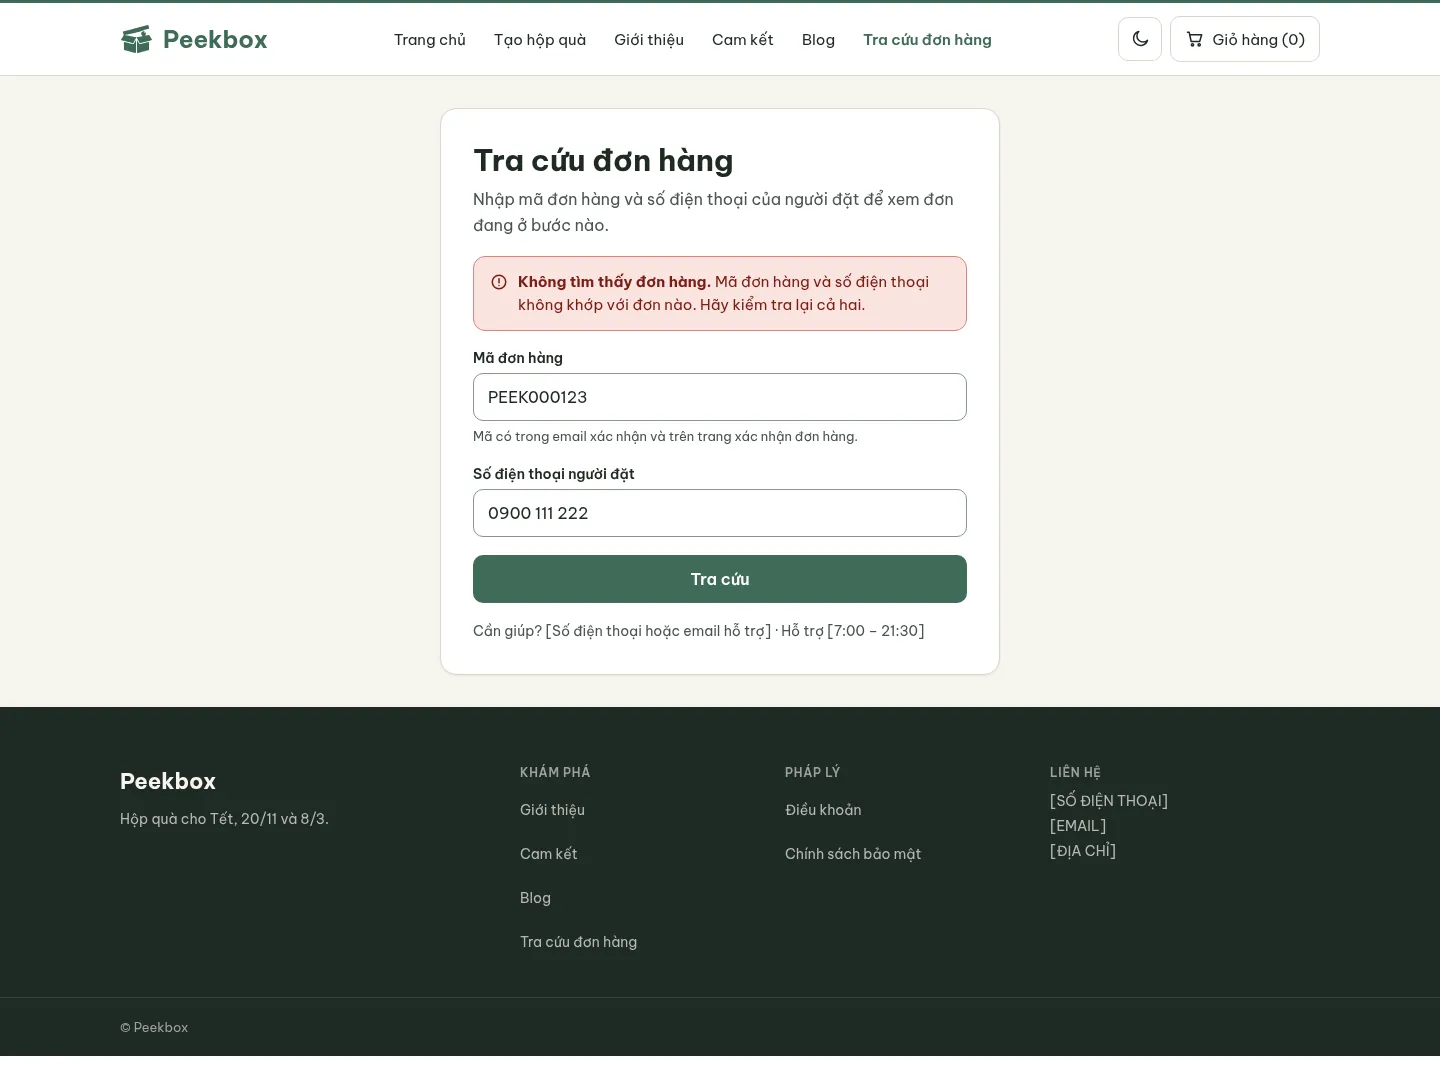 Peekbox
Trang chủ
Tạo hộp quà
Giới thiệu
Cam kết
Blog
Tra cứu đơn hàng
Giỏ hàng (0)
Tra cứu đơn hàng
Nhập mã đơn hàng và số điện thoại của người đặt để xem đơn
đang ở bước nào.
Không tìm thấy đơn hàng. Mã đơn hàng và số điện thoại
không khớp với đơn nào. Hãy kiểm tra lại cả hai.
Mã đơn hàng
PEEK000123
Mã có trong email xác nhận và trên trang xác nhận đơn hàng.
Số điện thoại người đặt
0900 111 222
Tra cứu
Cần giúp? [Số điện thoại hoặc email hỗ trợ] · Hỗ trợ [7:00 – 21:30]
Peekbox
Hộp quà cho Tết, 20/11 và 8/3.
KHÁM PHÁ
Giới thiệu
Cam kết
Blog
Tra cứu đơn hàng
PHÁP LÝ
Điều khoản
Chính sách bảo mật
LIÊN HỆ
[SỐ ĐIỆN THOẠI]
[EMAIL]
[ĐỊA CHỈ]
© Peekbox